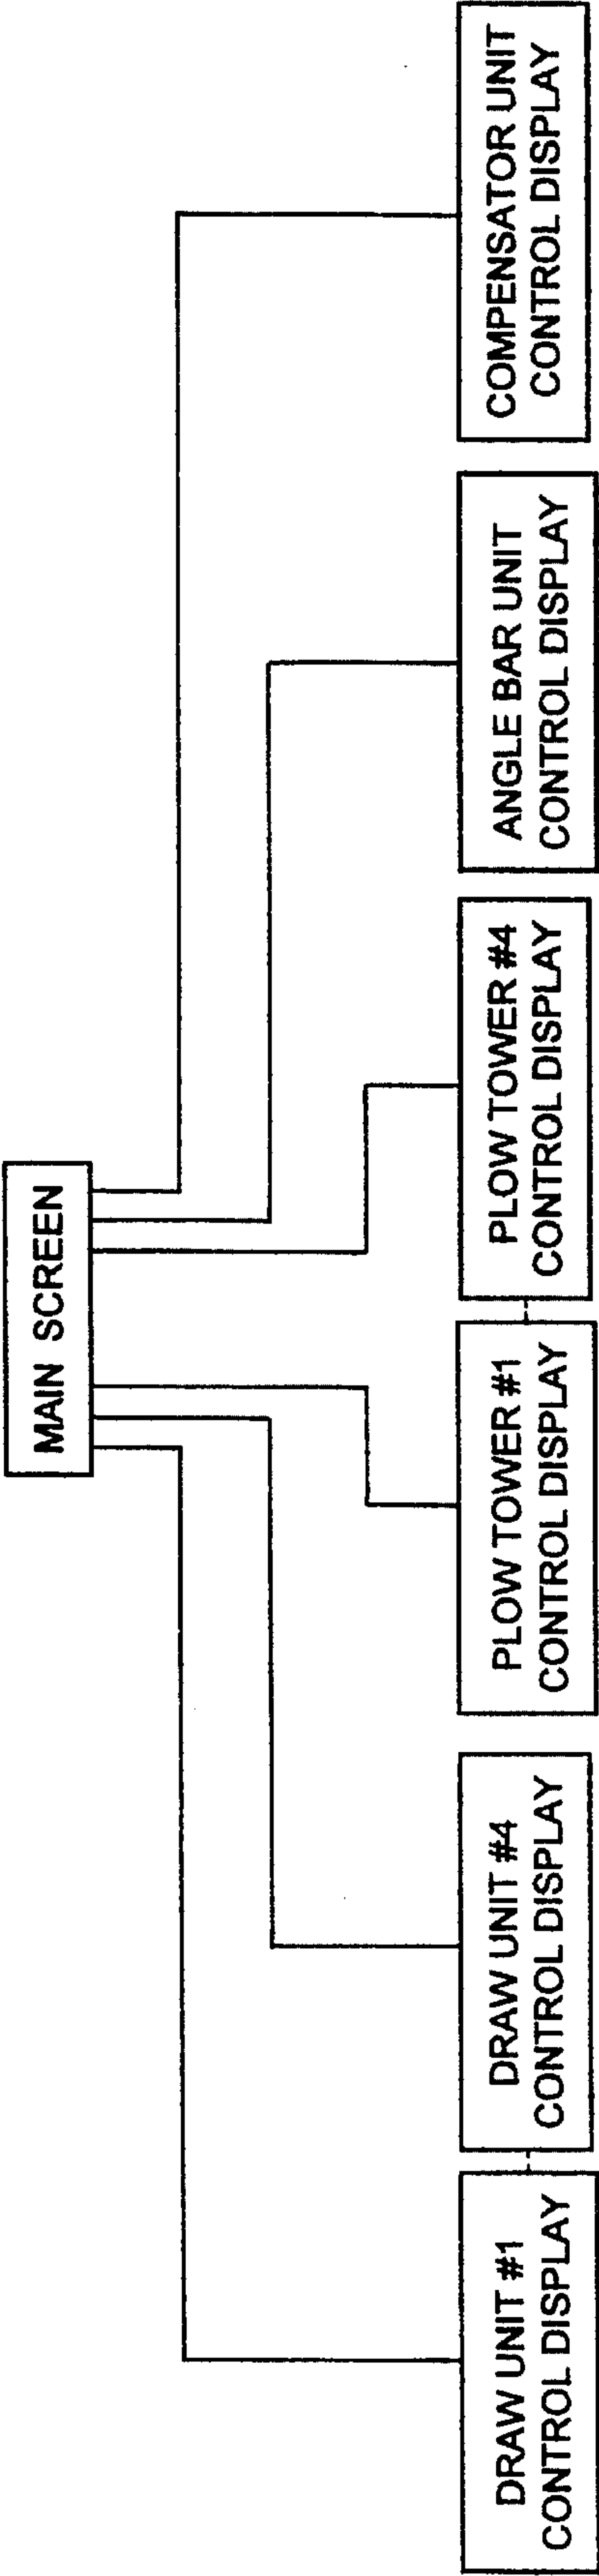 MAIN SCREEN
DRAW UNIT #1
CONTROL DISPLAY
DRAW UNIT #4
CONTROL DISPLAY
PLOW TOWER #1
CONTROL DISPLAY
PLOW TOWER #4
CONTROL DISPLAY
ANGLE BAR UNIT
CONTROL DISPLAY
COMPENSATOR UNIT
CONTROL DISPLAY